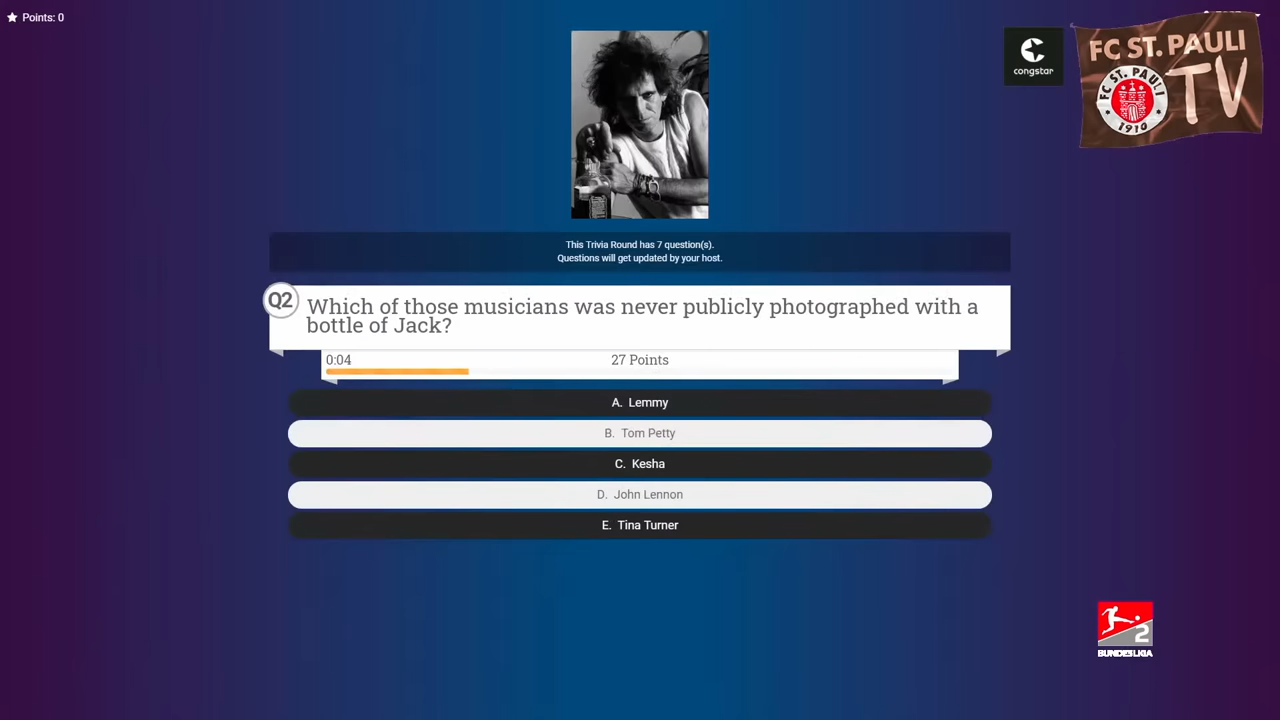 Points: 0
congstar
FC ST. PAULI
TV
FC ST. PAULI
1910
This Trivia Round has 7 question(s).
Questions will get updated by your host.
Q2
Which of those musicians was never publicly photographed with a
bottle of Jack?
0:04
27 Points
A. Lemmy
B. Tom Petty
C. Kesha
D. John Lennon
E. Tina Turner
2
BUNDESLIGA